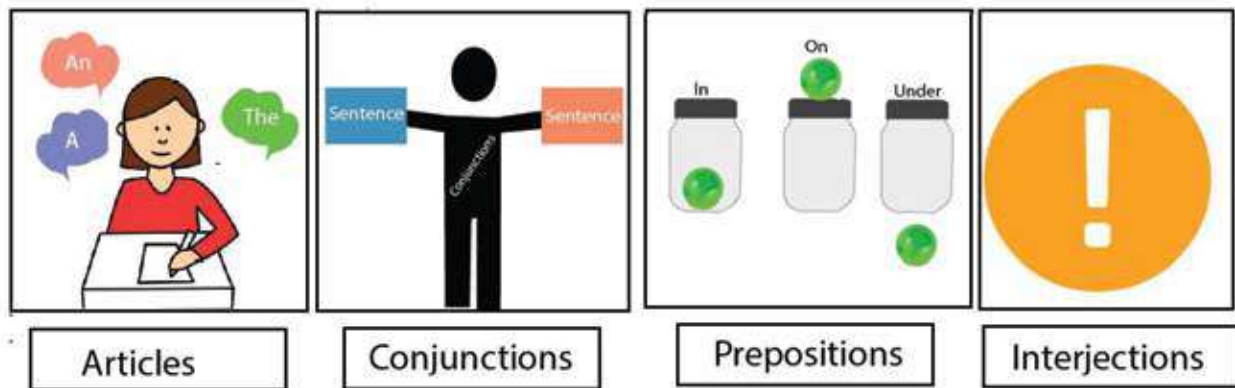 An
A
The
Sentence
Sentence
Conjunctions
In
On
Under
!
Articles
Conjunctions
Prepositions
Interjections